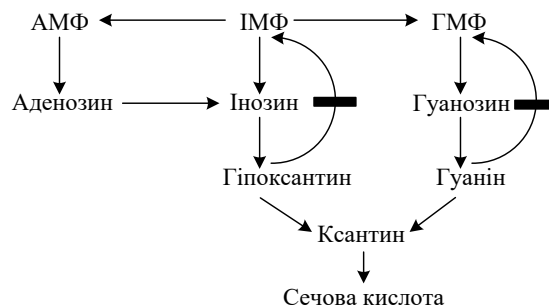 АМФ ІМФ ГМФ
Аденозин Інозин Гуанозин
Гіпоксантин Гуанін
Ксантин
Сечова кислота